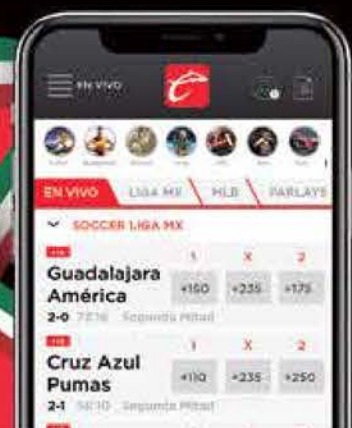 EN VIVO
EN VIVO LIGA MX MLB PARLAYS
SOCCER LIGA MX
1 X 2
Guadalajara
América
+150 +235 +175
2-0 Segunda Mitad
1 X 2
Cruz Azul
Pumas
+110 +235 +250
2-1 Segunda Mitad